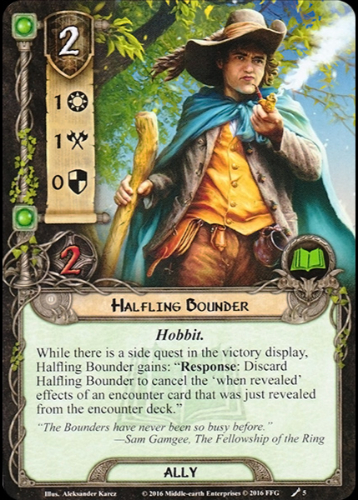 2
1
1
0
2
Halfling Bounder
Hobbit.
While there is a side quest in the victory display,
Halfling Bounder gains: “Response: Discard
Halfling Bounder to cancel the ‘when revealed’
effects of an encounter card that was just revealed
from the encounter deck.”
“The Bounders have never been so busy before.”
—Sam Gamgee, The Fellowship of the Ring
Ally
Illus. Aleksander Karcz © 2016 Middle-earth Enterprises © 2016 FFG 5